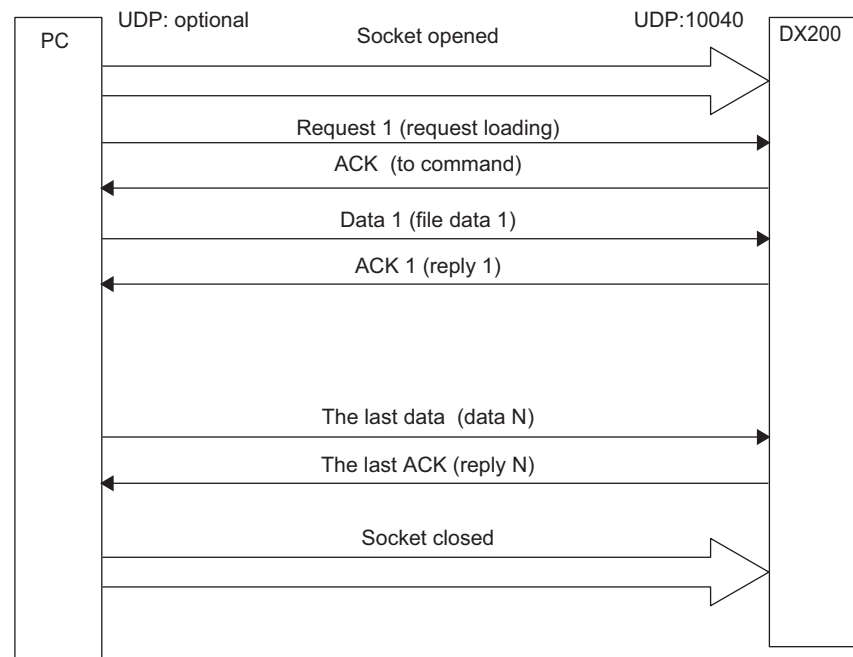 UDP: optional
UDP:10040
PC
Socket opened
DX200
Request 1 (request loading)
ACK (to command)
Data 1 (file data 1)
ACK 1 (reply 1)
The last data (data N)
The last ACK (reply N)
Socket closed